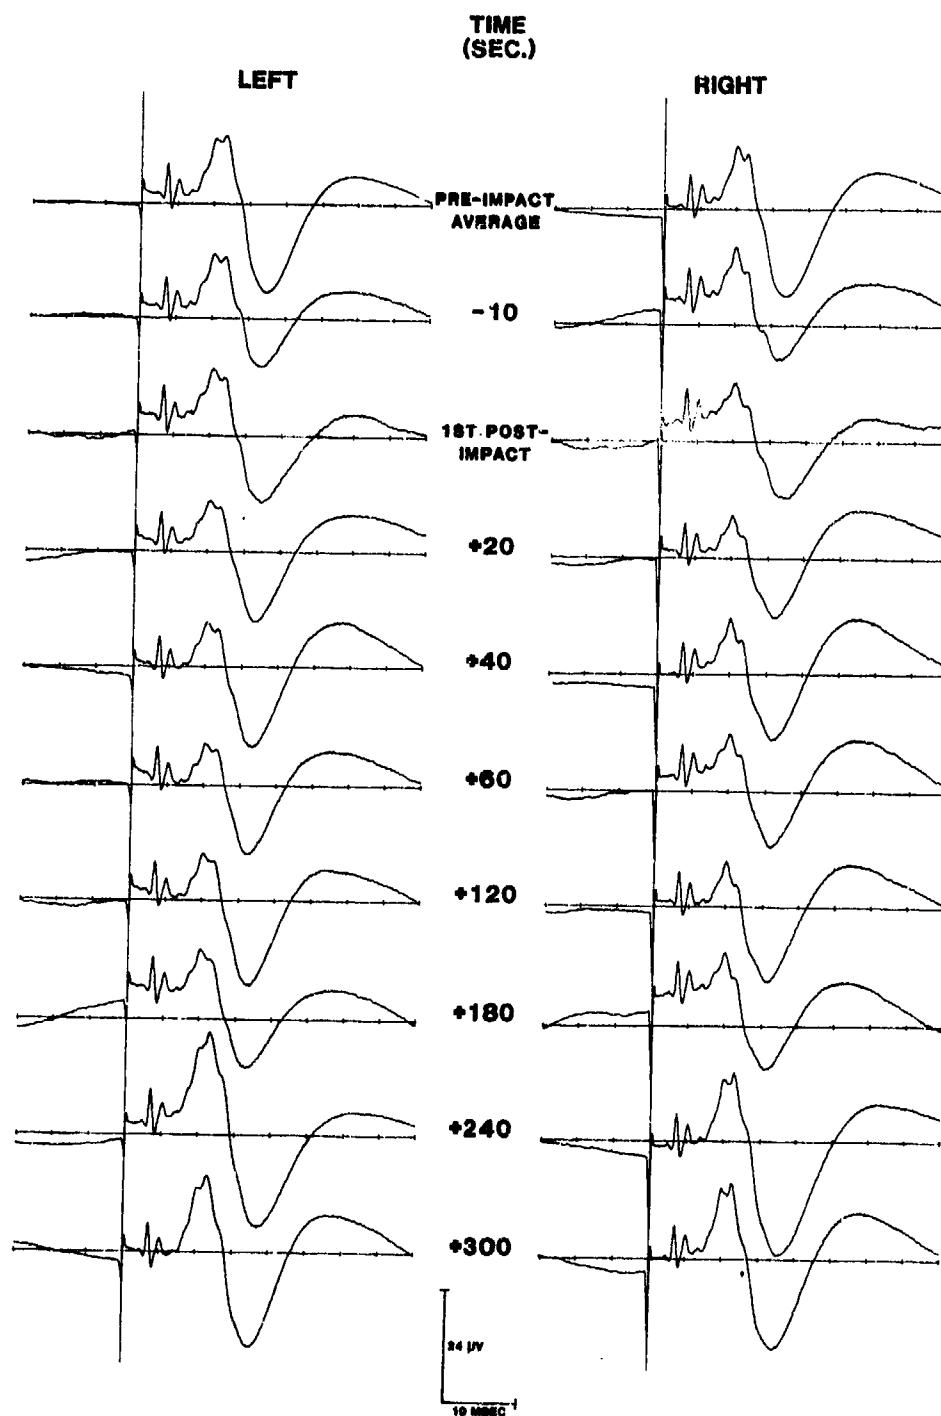 TIME
(SEC.)
LEFT
RIGHT
PRE-IMPACT
AVERAGE
-10
1ST POST-
IMPACT
+20
+40
+60
+120
+180
+240
+300
24 μV
10 MSEC